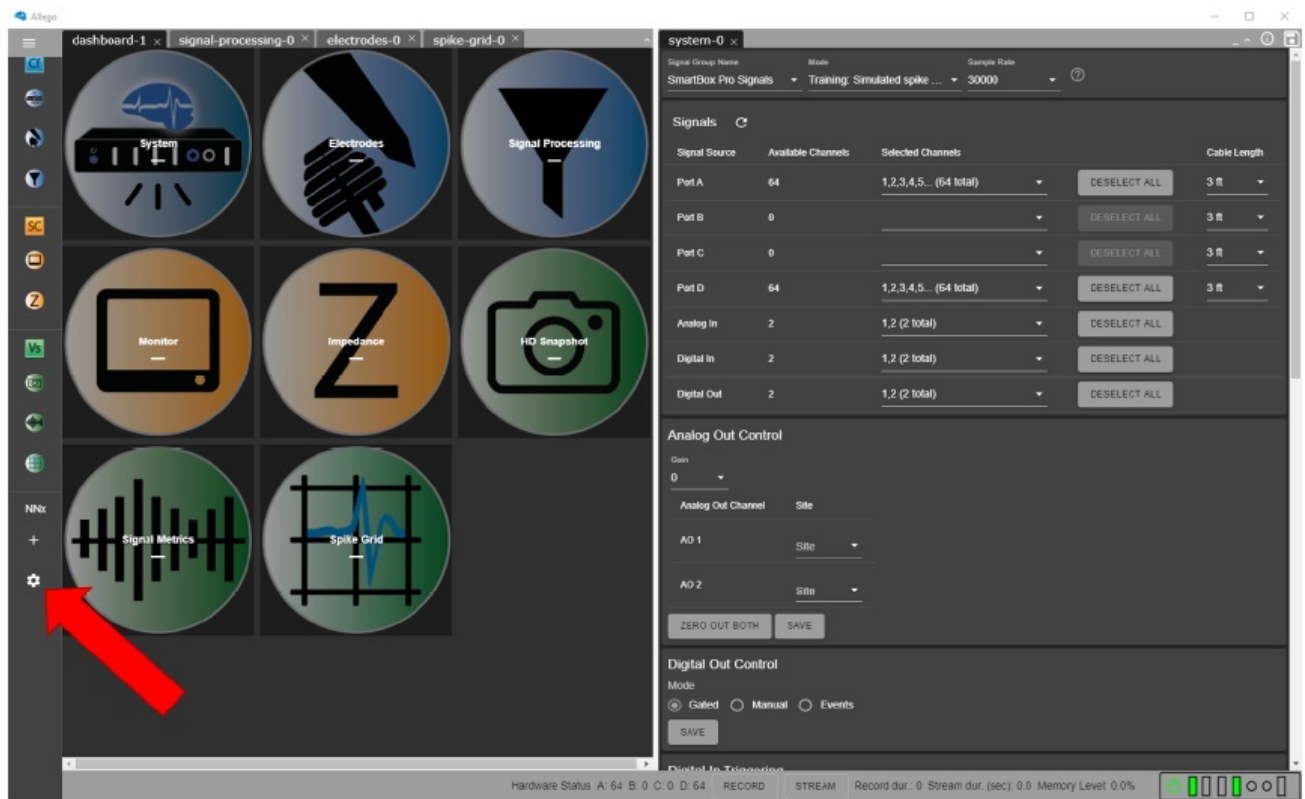 Allego
dashboard-1 × signal-processing-0 × electrodes-0 × spike-grid-0 ×
system-0 ×
Cf
SC
Z
Vs
NNx
+
System
Electrodes
Signal Processing
Monitor
Z
Impedance
HD Snapshot
Signal Metrics
Spike Grid
Signal Group Name Mode Sample Rate
SmartBox Pro Signals Training: Simulated spike ... 30000
Signals
Signal Source Available Channels Selected Channels Cable Length
Port A 64 1,2,3,4,5... (64 total) DESELECT ALL 3 ft
Port B 0 DESELECT ALL 3 ft
Port C 0 DESELECT ALL 3 ft
Port D 64 1,2,3,4,5... (64 total) DESELECT ALL 3 ft
Analog In 2 1,2 (2 total) DESELECT ALL
Digital In 2 1,2 (2 total) DESELECT ALL
Digital Out 2 1,2 (2 total) DESELECT ALL
Analog Out Control
Gain
0
Analog Out Channel Site
AO 1 Site
AO 2 Site
ZERO OUT BOTH SAVE
Digital Out Control
Mode
Gated Manual Events
SAVE
Digital In Triggering
Hardware Status A: 64 B: 0 C: 0 D: 64 RECORD STREAM Record dur.: 0 Stream dur. (sec): 0.0 Memory Level: 0.0%